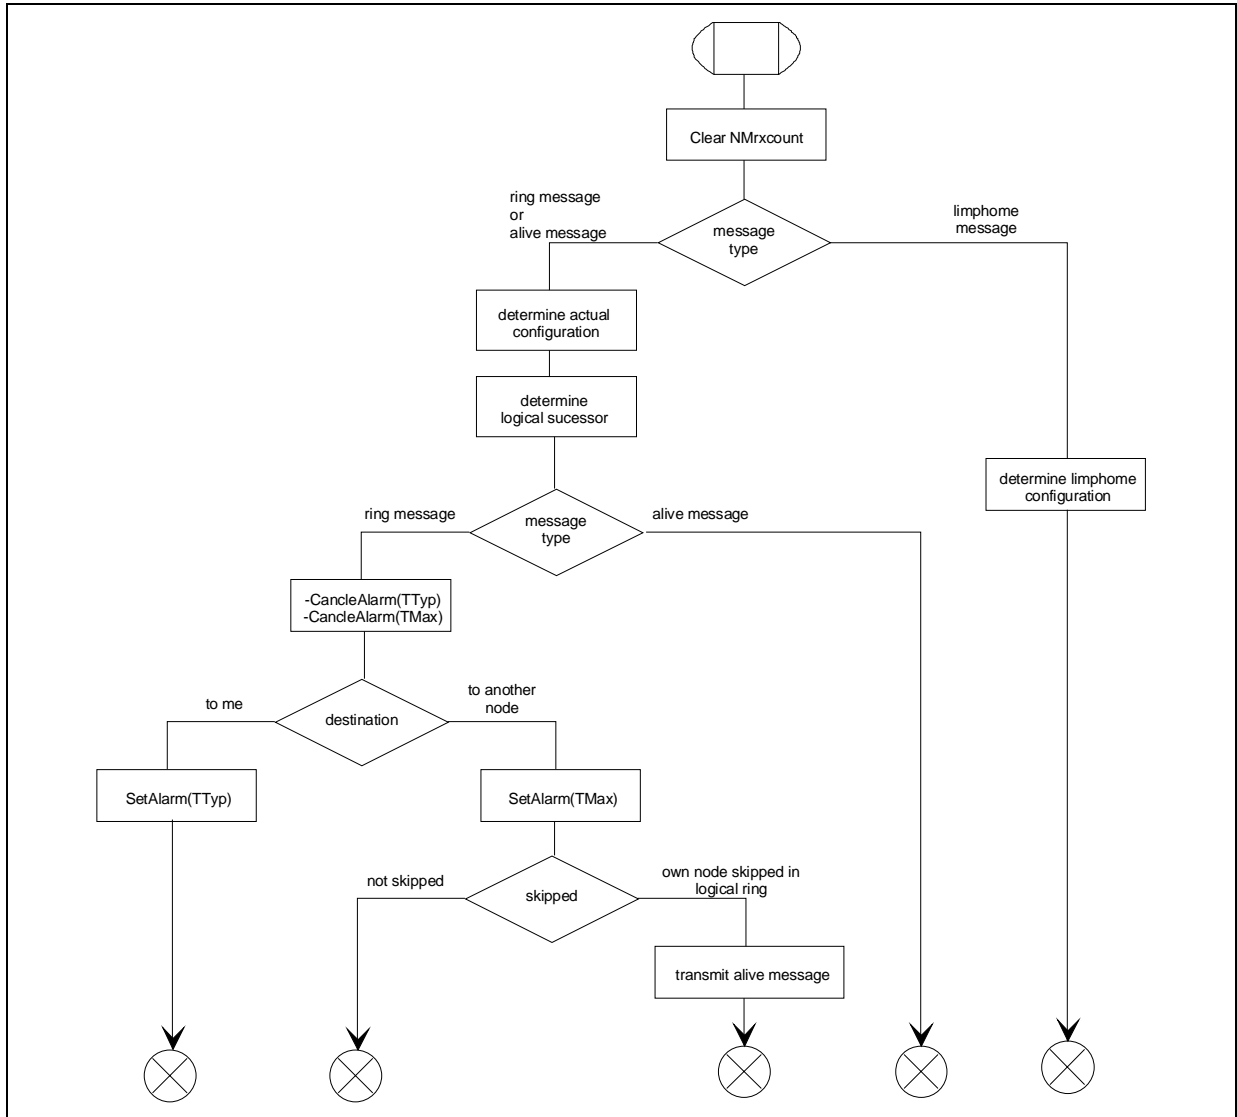 Clear NMrxcount
ring message
or
alive message
message
type
limphome
message
determine actual
configuration
determine
logical sucessor
determine limphome
configuration
ring message
message
type
alive message
-CancleAlarm(TTyp)
-CancleAlarm(TMax)
to me
destination
to another
node
SetAlarm(TTyp)
SetAlarm(TMax)
not skipped
skipped
own node skipped in
logical ring
transmit alive message